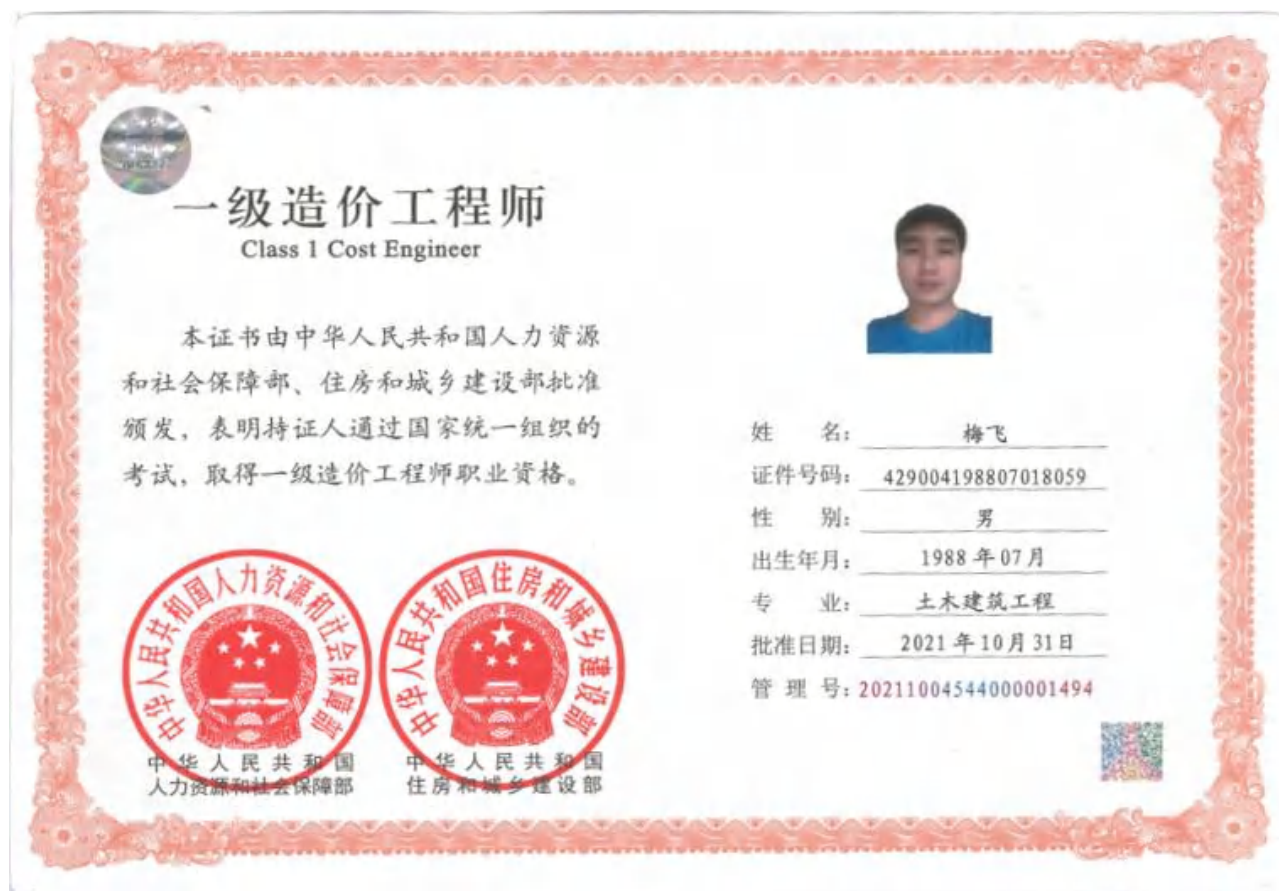 一级造价工程师
Class 1 Cost Engineer
本证书由中华人民共和国人力资源
和社会保障部、住房和城乡建设部批准
颁发，表明持证人通过国家统一组织的
考试，取得一级造价工程师职业资格。
中华人民共和国人力资源和社会保障部
中华人民共和国住房和城乡建设部
中华人民共和国
人力资源和社会保障部
中华人民共和国
住房和城乡建设部
姓 名：梅飞
证件号码：429004198807018059
性 别：男
出生年月：1988年07月
专 业：土木建筑工程
批准日期：2021年10月31日
管 理 号：20211004544000001494